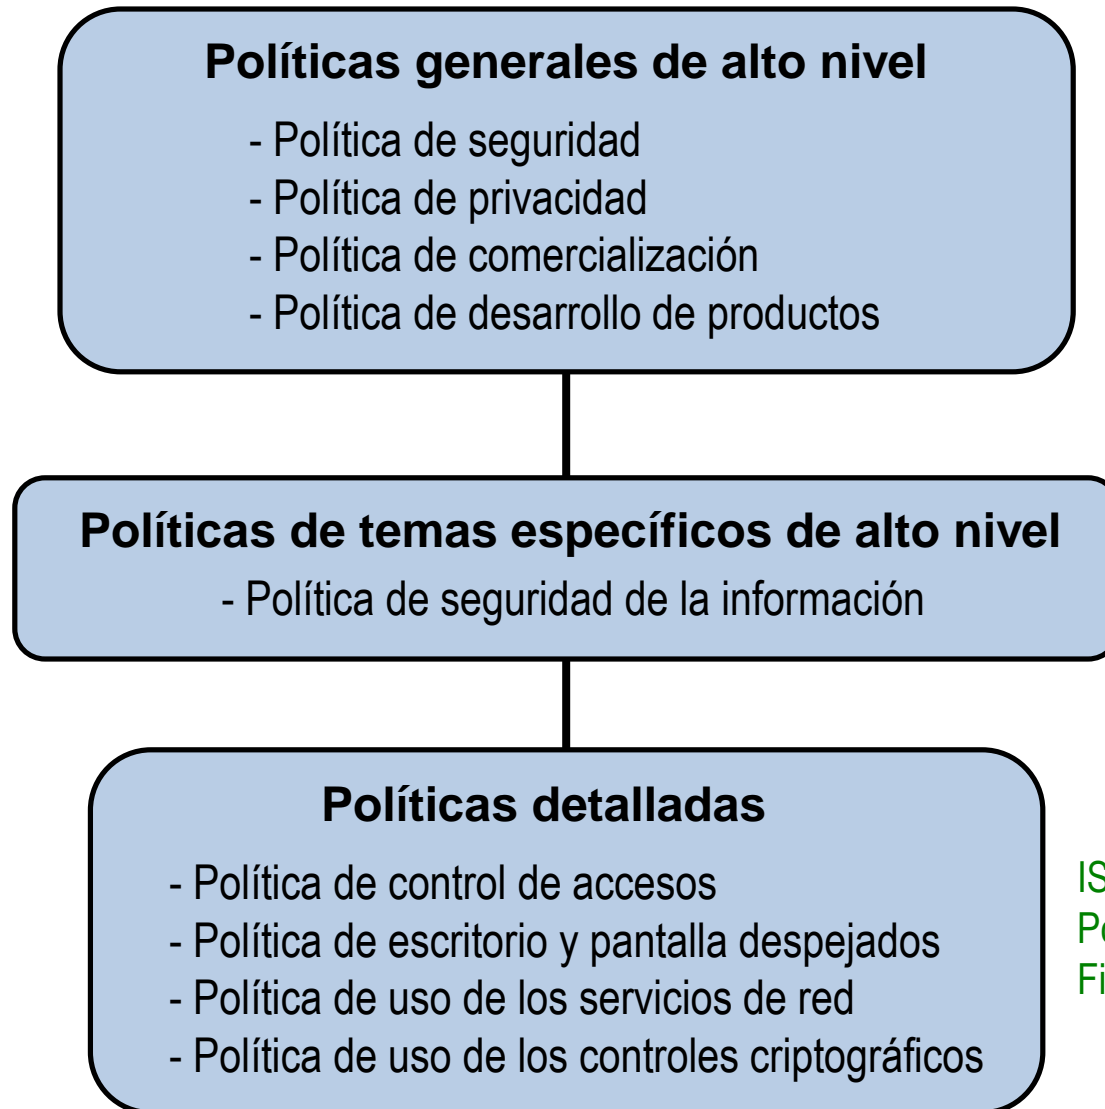 Políticas generales de alto nivel
- Política de seguridad
- Política de privacidad
- Política de comercialización
- Política de desarrollo de productos
Políticas de temas específicos de alto nivel
- Política de seguridad de la información
Políticas detalladas
- Política de control de accesos
- Política de escritorio y pantalla despejados
- Política de uso de los servicios de red
- Política de uso de los controles criptográficos